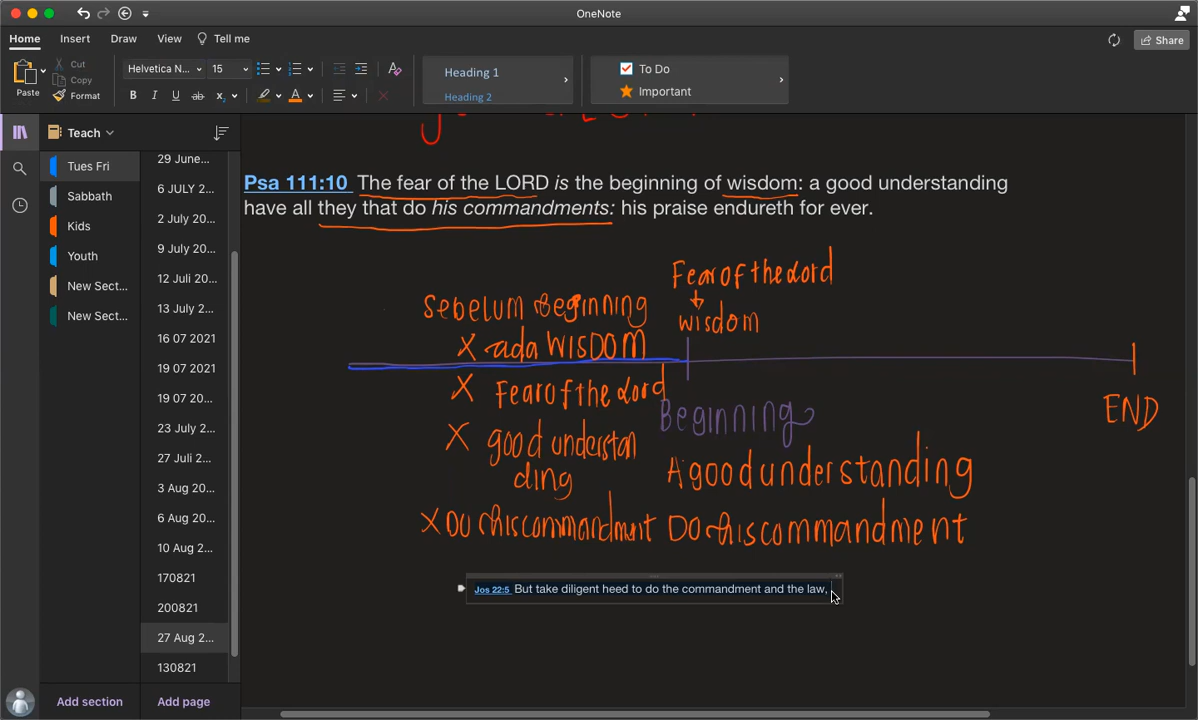 OneNote
Home Insert Draw View Tell me
Share
Paste
Cut
Copy
Format
Helvetica N... 15
B I U ab x₂ A
Heading 1
Heading 2
To Do
Important
Teach
Tues Fri
Sabbath
Kids
Youth
New Sect...
New Sect...
29 June...
6 JULY 2...
2 July 20...
9 July 20...
12 Juli 20...
13 July 2...
16 07 2021
19 07 2021
19 07 20...
23 July 2...
27 Juli 20...
3 Aug 20...
6 Aug 20...
10 Aug 2...
170821
200821
27 Aug 2...
130821
Add section Add page
Psa 111:10 The fear of the LORD is the beginning of wisdom: a good understanding
have all they that do his commandments: his praise endureth for ever.
Fear of the Lord
wisdom
Sebelum Beginning
X ada WISDOM
X Fear of the Lord
X good understan
ding
X Do his commandment
Beginning
A good understanding
Do his commandment
END
Jos 22:5 But take diligent heed to do the commandment and the law,